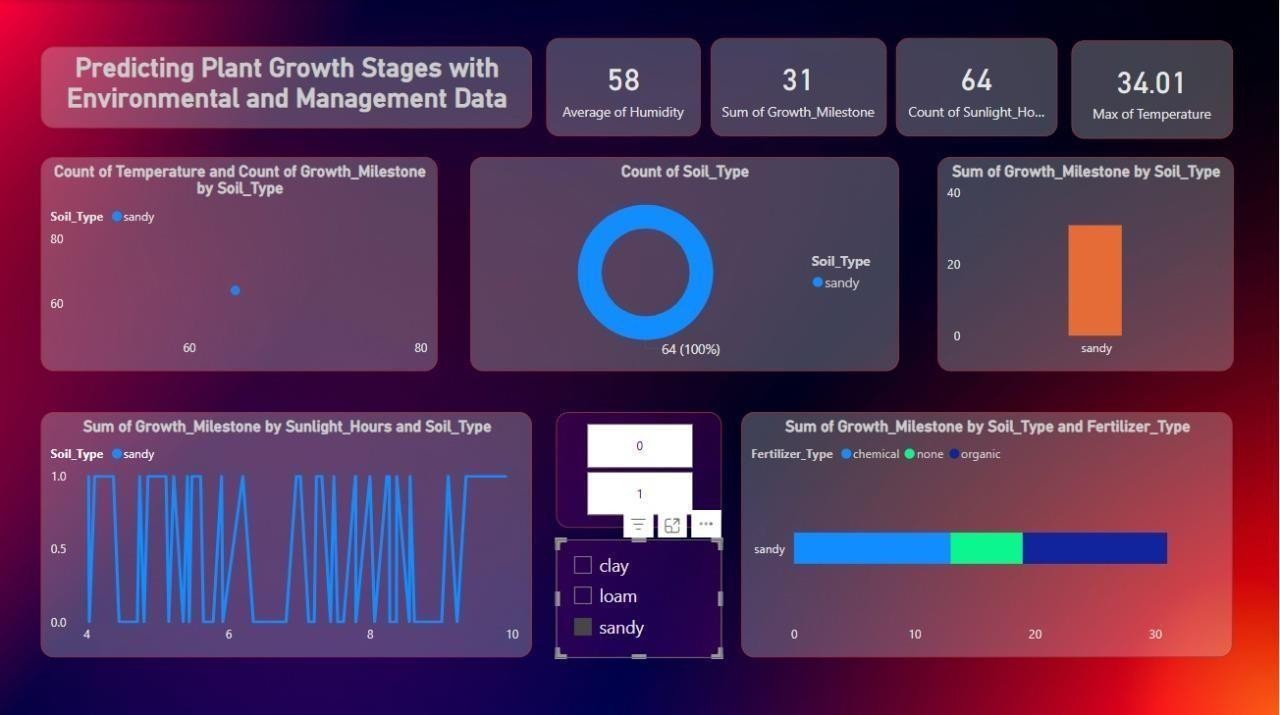 Predicting Plant Growth Stages with
Environmental and Management Data
58
Average of Humidity
31
Sum of Growth_Milestone
64
Count of Sunlight_Ho...
34.01
Max of Temperature
Count of Temperature and Count of Growth_Milestone
by Soil_Type
Soil_Type sandy
80
60
60 80
Count of Soil_Type
Soil_Type
sandy
64 (100%)
Sum of Growth_Milestone by Soil_Type
40
20
0
sandy
Sum of Growth_Milestone by Sunlight_Hours and Soil_Type
Soil_Type sandy
1.0
0.5
0.0
4 6 8 10
0
1
clay
loam
sandy
Sum of Growth_Milestone by Soil_Type and Fertilizer_Type
Fertilizer_Type chemical none organic
sandy
0 10 20 30